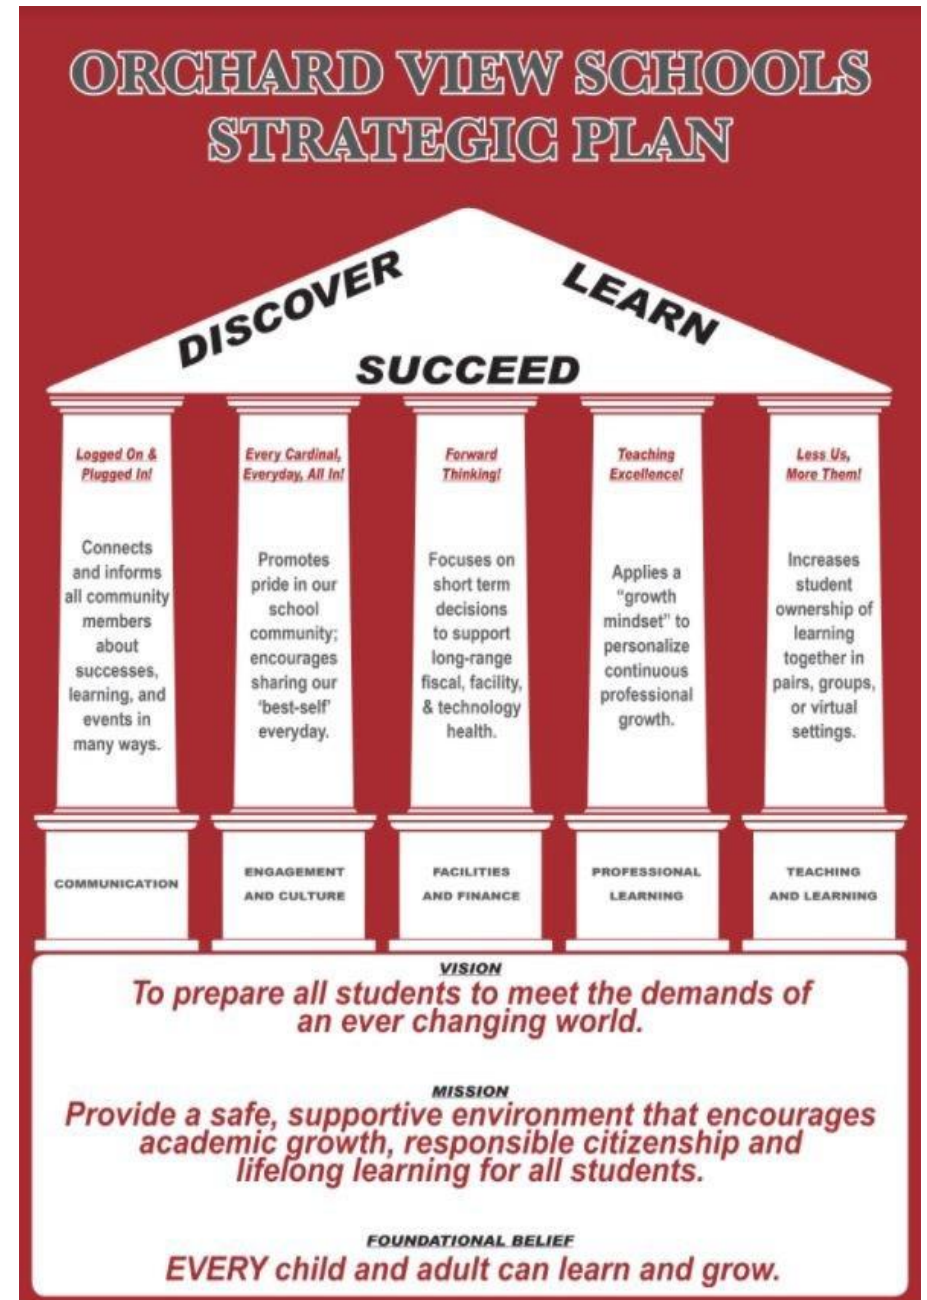 ORCHARD VIEW SCHOOLS
STRATEGIC PLAN
DISCOVER
LEARN
SUCCEED
Logged On &
Plugged In!
Connects
and informs
all community
members
about
successes,
learning, and
events in
many ways.
COMMUNICATION
Every Cardinal,
Everyday, All In!
Promotes
pride in our
school
community;
encourages
sharing our
'best-self'
everyday.
ENGAGEMENT
AND CULTURE
Forward
Thinking!
Focuses on
short term
decisions
to support
long-range
fiscal, facility,
& technology
health.
FACILITIES
AND FINANCE
Teaching
Excellence!
Applies a
"growth
mindset" to
personalize
continuous
professional
growth.
PROFESSIONAL
LEARNING
Less Us,
More Them!
Increases
student
ownership of
learning
together in
pairs, groups,
or virtual
settings.
TEACHING
AND LEARNING
VISION
To prepare all students to meet the demands of
an ever changing world.
MISSION
Provide a safe, supportive environment that encourages
academic growth, responsible citizenship and
lifelong learning for all students.
FOUNDATIONAL BELIEF
EVERY child and adult can learn and grow.